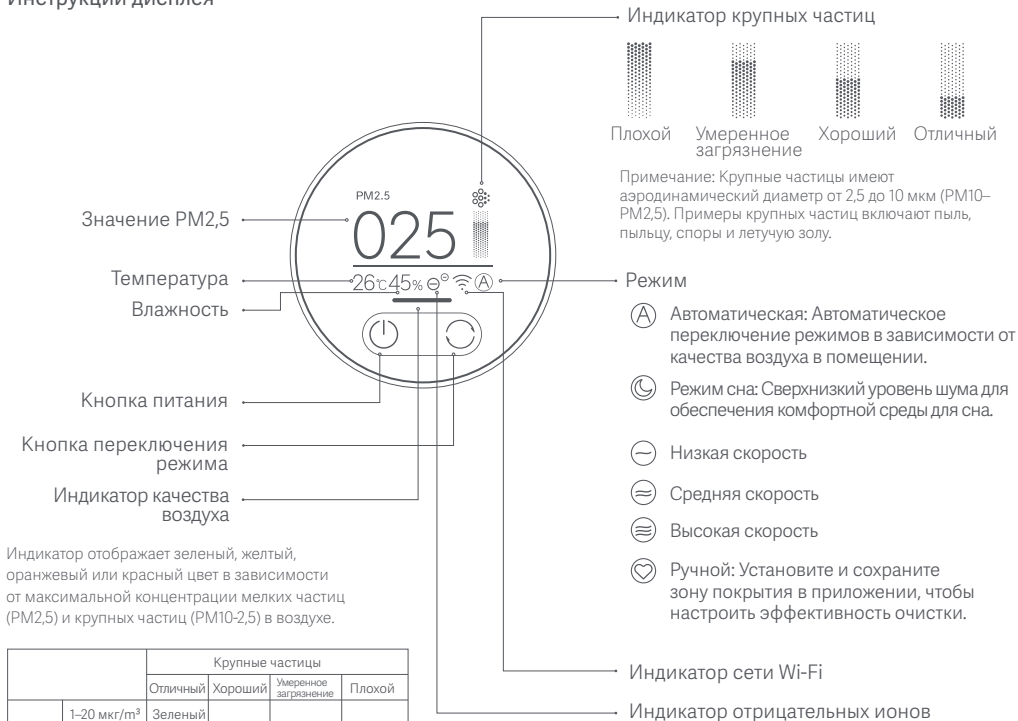 Инструкции дисплея
Индикатор крупных частиц
Плохой Умеренное загрязнение Хороший Отличный
Примечание: Крупные частицы имеют
аэродинамический диаметр от 2,5 до 10 мкм (PM10–
PM2,5). Примеры крупных частиц включают пыль,
пыльцу, споры и летучую золу.
PM2.5
025
26℃ 45% A
Значение PM2,5
Температура
Влажность
Кнопка питания
Кнопка переключения
режима
Индикатор качества
воздуха
Режим
A Автоматическая: Автоматическое
переключение режимов в зависимости от
качества воздуха в помещении.
Режим сна: Сверхнизкий уровень шума для
обеспечения комфортной среды для сна.
Низкая скорость
Средняя скорость
Высокая скорость
Ручной: Установите и сохраните
зону покрытия в приложении, чтобы
настроить эффективность очистки.
Индикатор сети Wi-Fi
Индикатор отрицательных ионов
Индикатор отображает зеленый, желтый,
оранжевый или красный цвет в зависимости
от максимальной концентрации мелких частиц
(PM2,5) и крупных частиц (PM10-2,5) в воздухе.
Крупные частицы
Отличный Хороший Умеренное загрязнение Плохой
1–20 мкг/m³ Зеленый